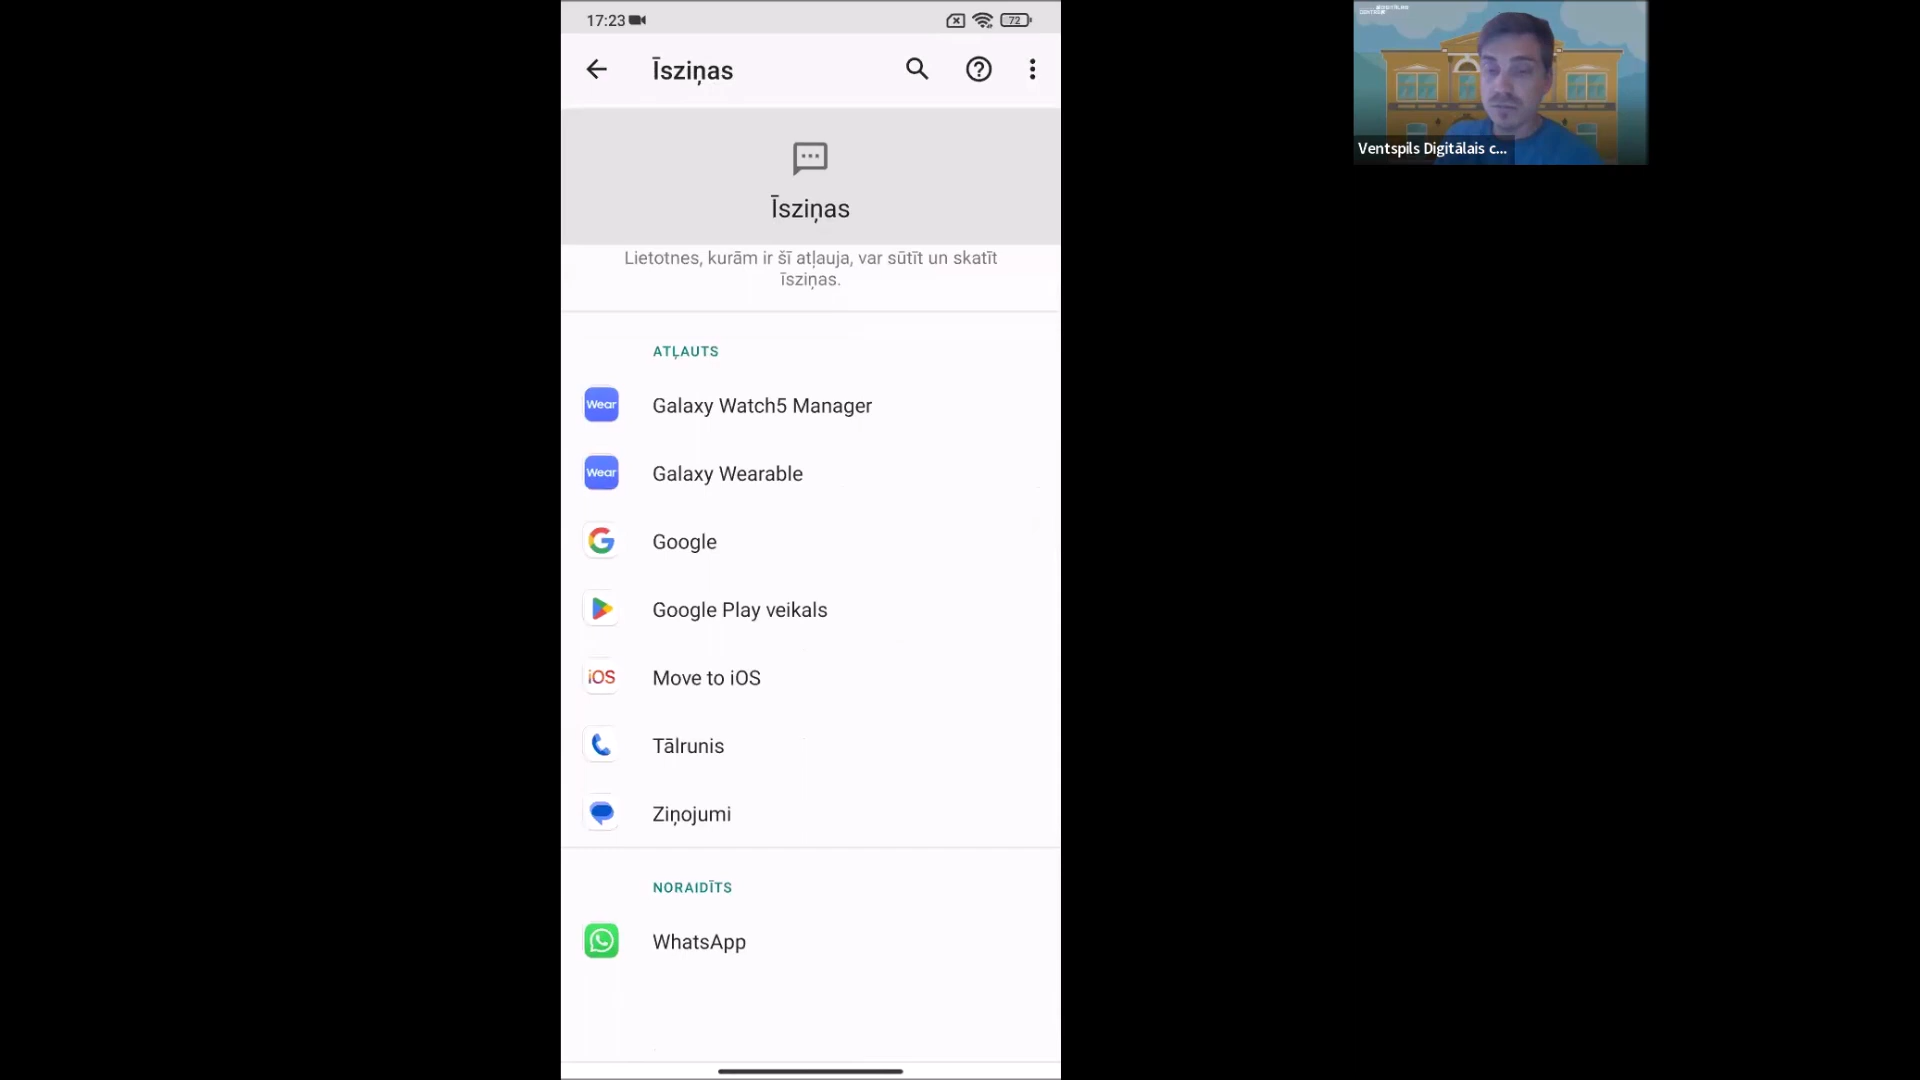 17:23
72
Īsziņas
Īsziņas
Lietotnes, kurām ir šī atļauja, var sūtīt un skatīt
īsziņas.
ATĻAUTS
Wear
Galaxy Watch5 Manager
Wear
Galaxy Wearable
Google
Google Play veikals
iOS
Move to iOS
Tālrunis
Ziņojumi
NORAIDĪTS
WhatsApp
Ventspils Digitālais c...